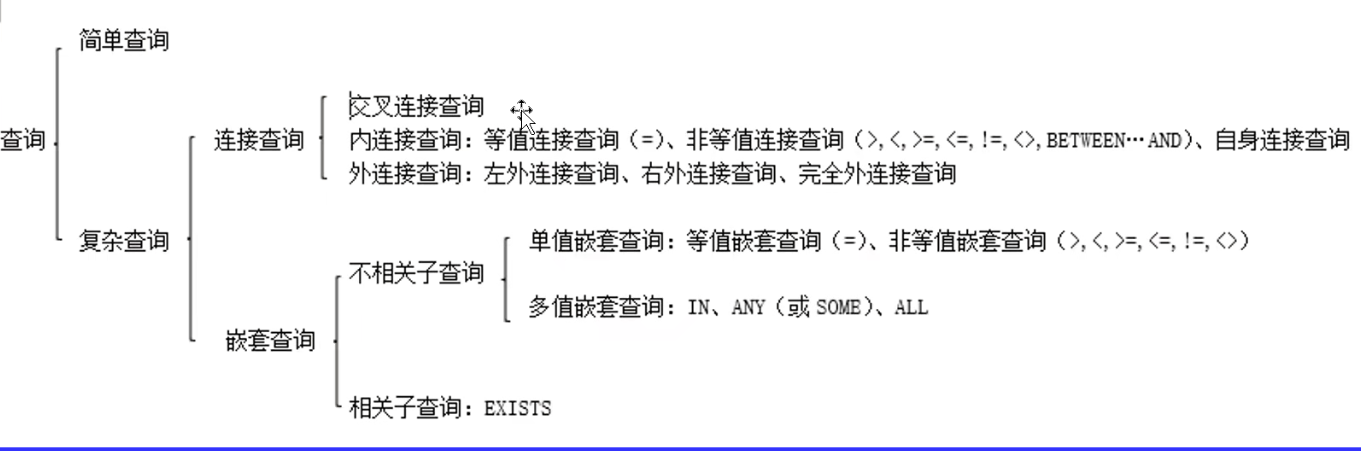 简单查询
交叉连接查询
查询
连接查询
内连接查询：等值连接查询（=）、非等值连接查询（>,<,>=,<=,!=,<>,BETWEEN…AND）、自身连接查询
外连接查询：左外连接查询、右外连接查询、完全外连接查询
复杂查询
单值嵌套查询：等值嵌套查询（=）、非等值嵌套查询（>,<,>=,<=,!=,<>）
不相关子查询
多值嵌套查询：IN、ANY（或 SOME）、ALL
嵌套查询
相关子查询：EXISTS